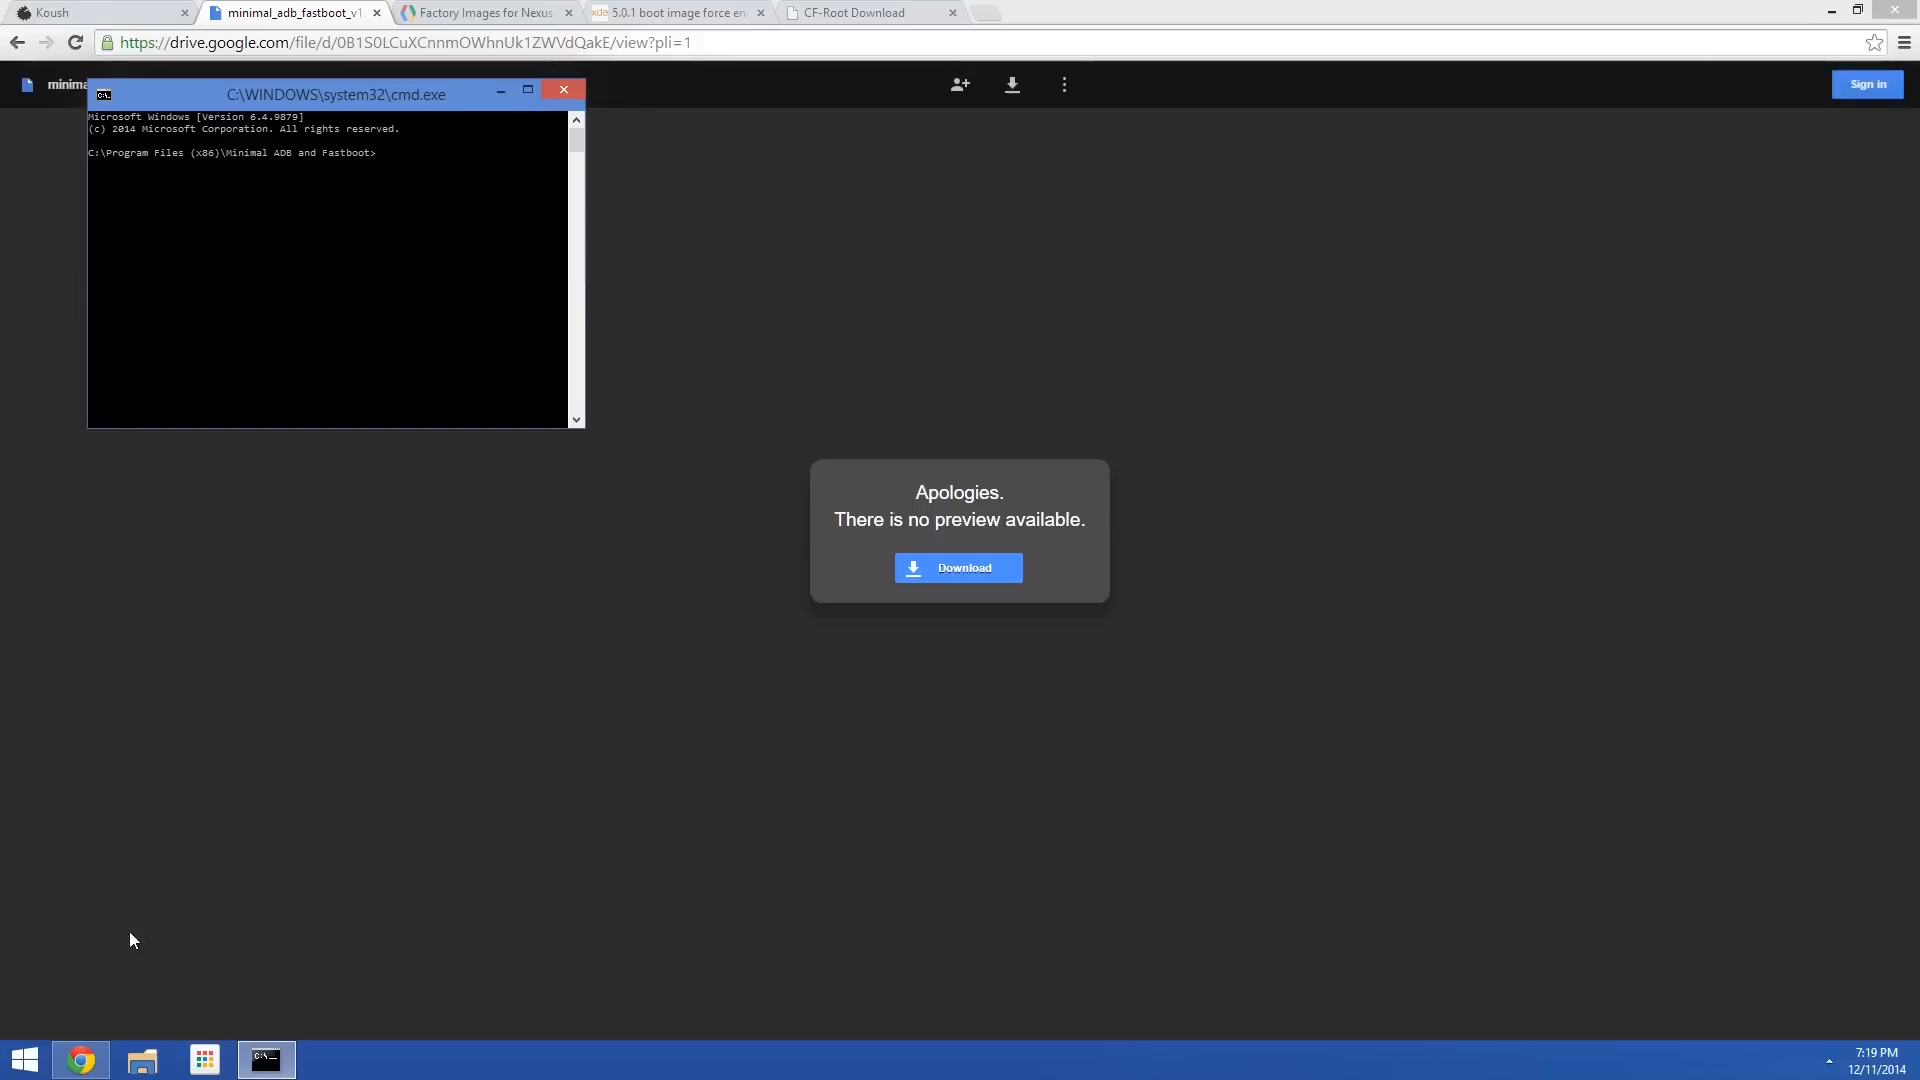 Koush
minimal_adb_fastboot_v1
Factory Images for Nexus
xda 5.0.1 boot image force en
CF-Root Download
https://drive.google.com/file/d/0B1S0LCuXCnnmOWhnUk1ZWVdQakE/view?pli=1
minima
Sign in
C:\WINDOWS\system32\cmd.exe
Microsoft Windows [Version 6.4.9879]
(c) 2014 Microsoft Corporation. All rights reserved.
C:\Program Files (x86)\Minimal ADB and Fastboot>
Apologies.
There is no preview available.
Download
7:19 PM
12/11/2014